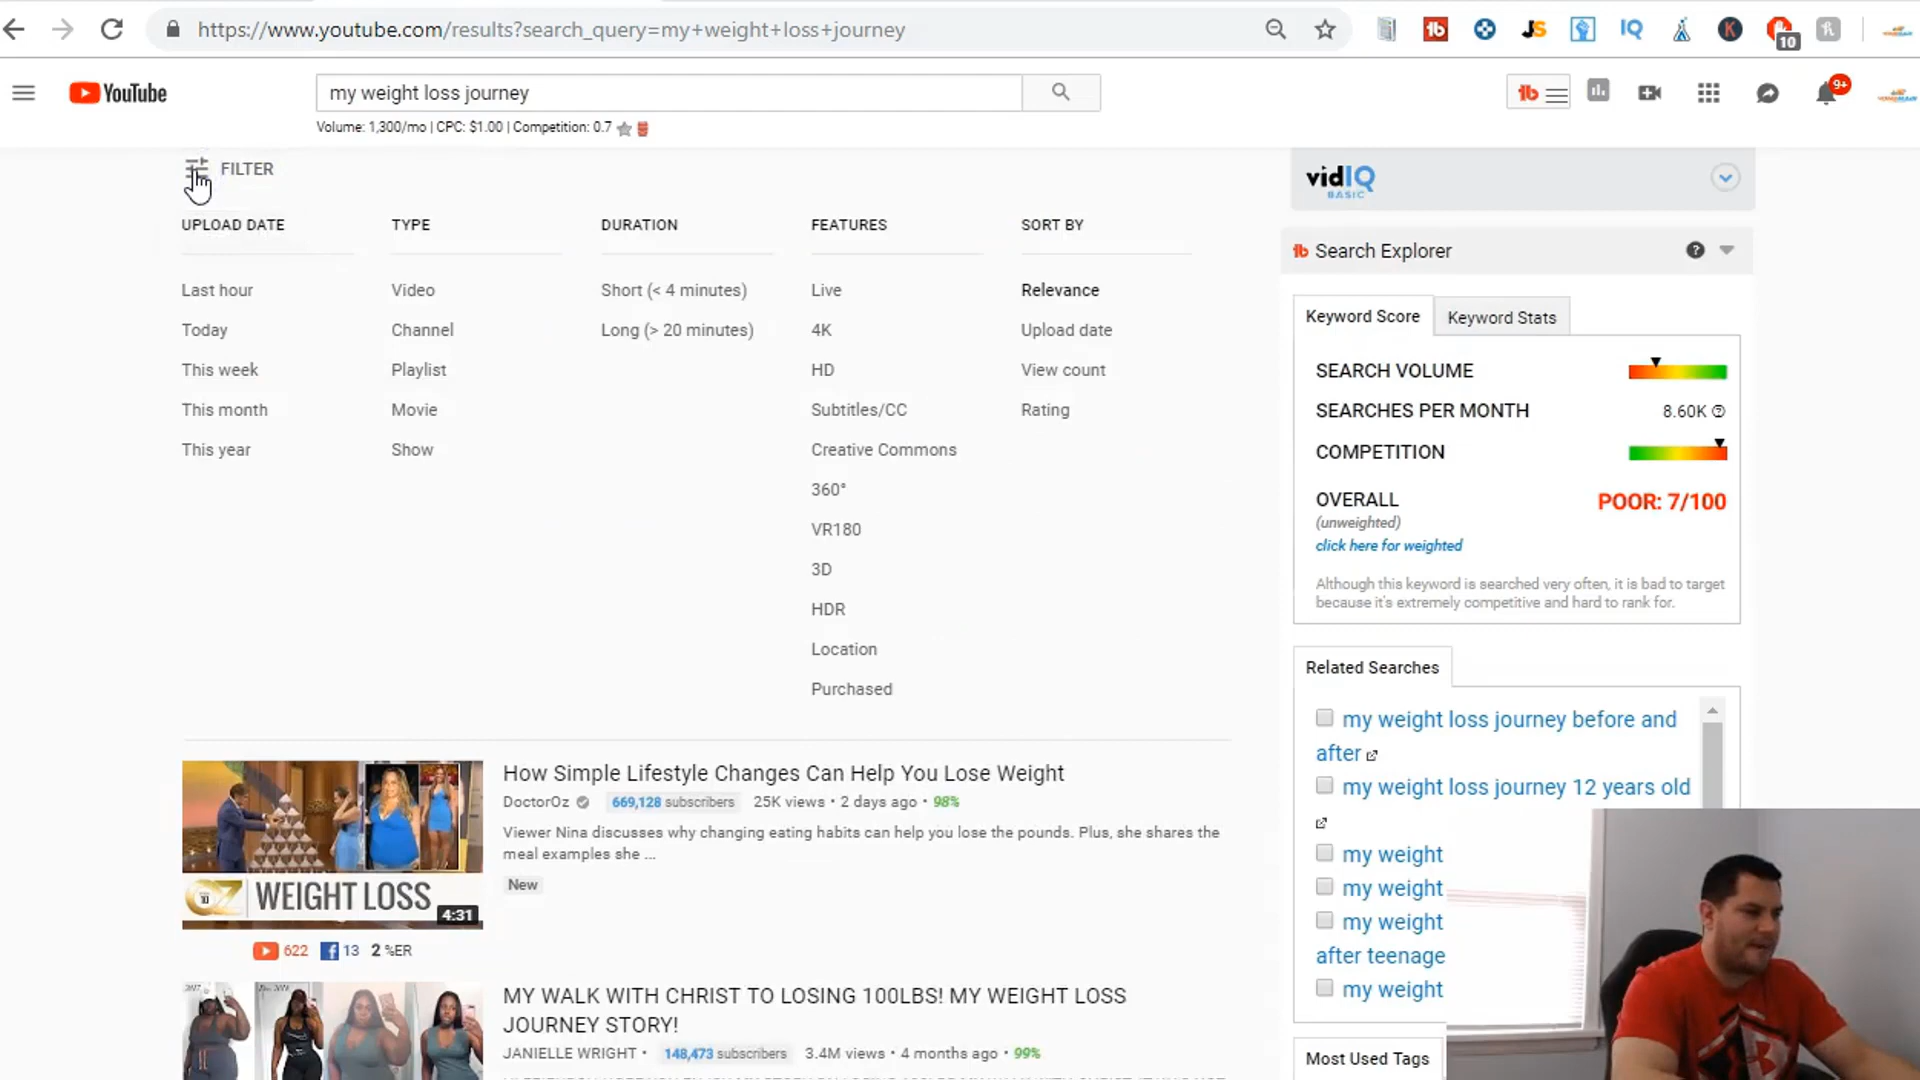 https://www.youtube.com/results?search_query=my+weight+loss+journey
JS
IQ
K
10
YouTube
my weight loss journey
9+
Volume: 1,300/mo | CPC: $1.00 | Competition: 0.7
FILTER
vidIQ
BASIC
UPLOAD DATE
TYPE
DURATION
FEATURES
SORT BY
Last hour
Video
Short (< 4 minutes)
Live
Relevance
Today
Channel
Long (> 20 minutes)
4K
Upload date
This week
Playlist
HD
View count
This month
Movie
Subtitles/CC
Rating
This year
Show
Creative Commons
360°
VR180
3D
HDR
Location
Purchased
Search Explorer
Keyword Score
Keyword Stats
SEARCH VOLUME
SEARCHES PER MONTH 8.60K
COMPETITION
OVERALL POOR: 7/100
(unweighted)
click here for weighted
Although this keyword is searched very often, it is bad to target
because it's extremely competitive and hard to rank for.
Related Searches
my weight loss journey before and
after
my weight loss journey 12 years old
my weight
my weight
my weight
after teenage
my weight
Most Used Tags
WEIGHT LOSS
4:31
622 13 2 %ER
How Simple Lifestyle Changes Can Help You Lose Weight
DoctorOz 669,128 subscribers 25K views • 2 days ago • 98%
Viewer Nina discusses why changing eating habits can help you lose the pounds. Plus, she shares the
meal examples she ...
New
2017
MY WALK WITH CHRIST TO LOSING 100LBS! MY WEIGHT LOSS
JOURNEY STORY!
JANIELLE WRIGHT • 148,473 subscribers 3.4M views • 4 months ago • 99%